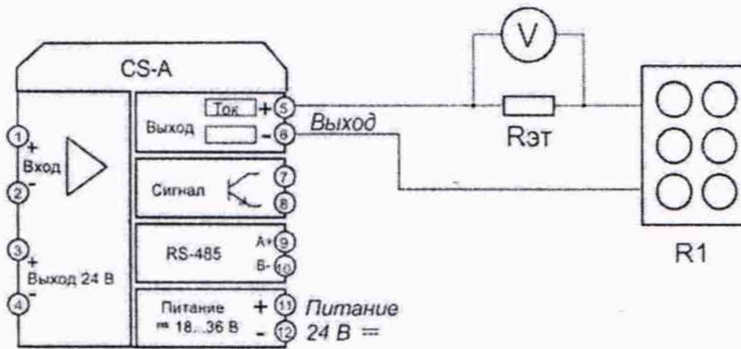 CS-A
1
+
Вход
2
-
3
+
Выход 24 В
4
-
Ток
+
5
Выход
-
6
Сигнал
7
8
RS-485
A+
9
B-
10
Питание
⎓ 18...36 В
+
11
-
12
Выход
Питание
24 В ⎓
V
Rэт
R1